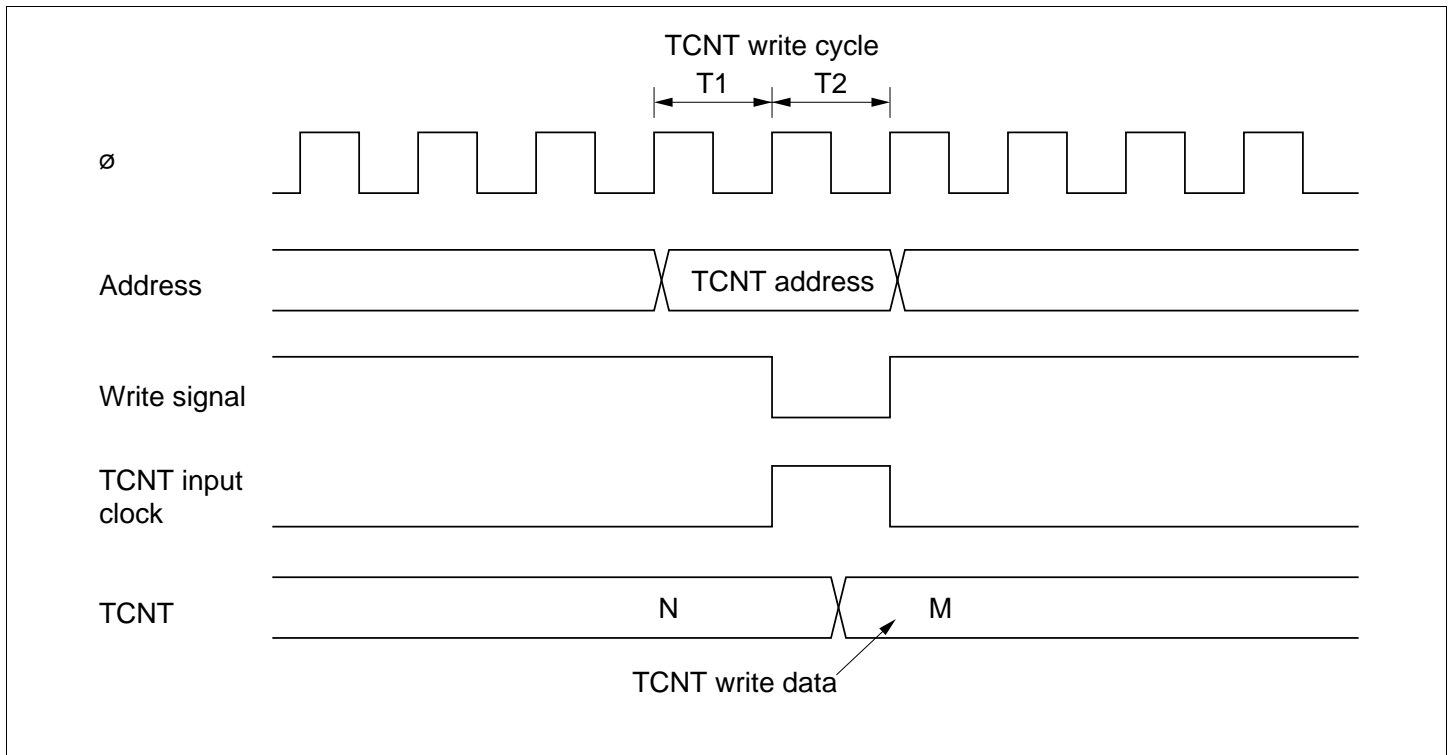 TCNT write cycle
T1 T2
ø
Address
TCNT address
Write signal
TCNT input
clock
TCNT
N
M
TCNT write data